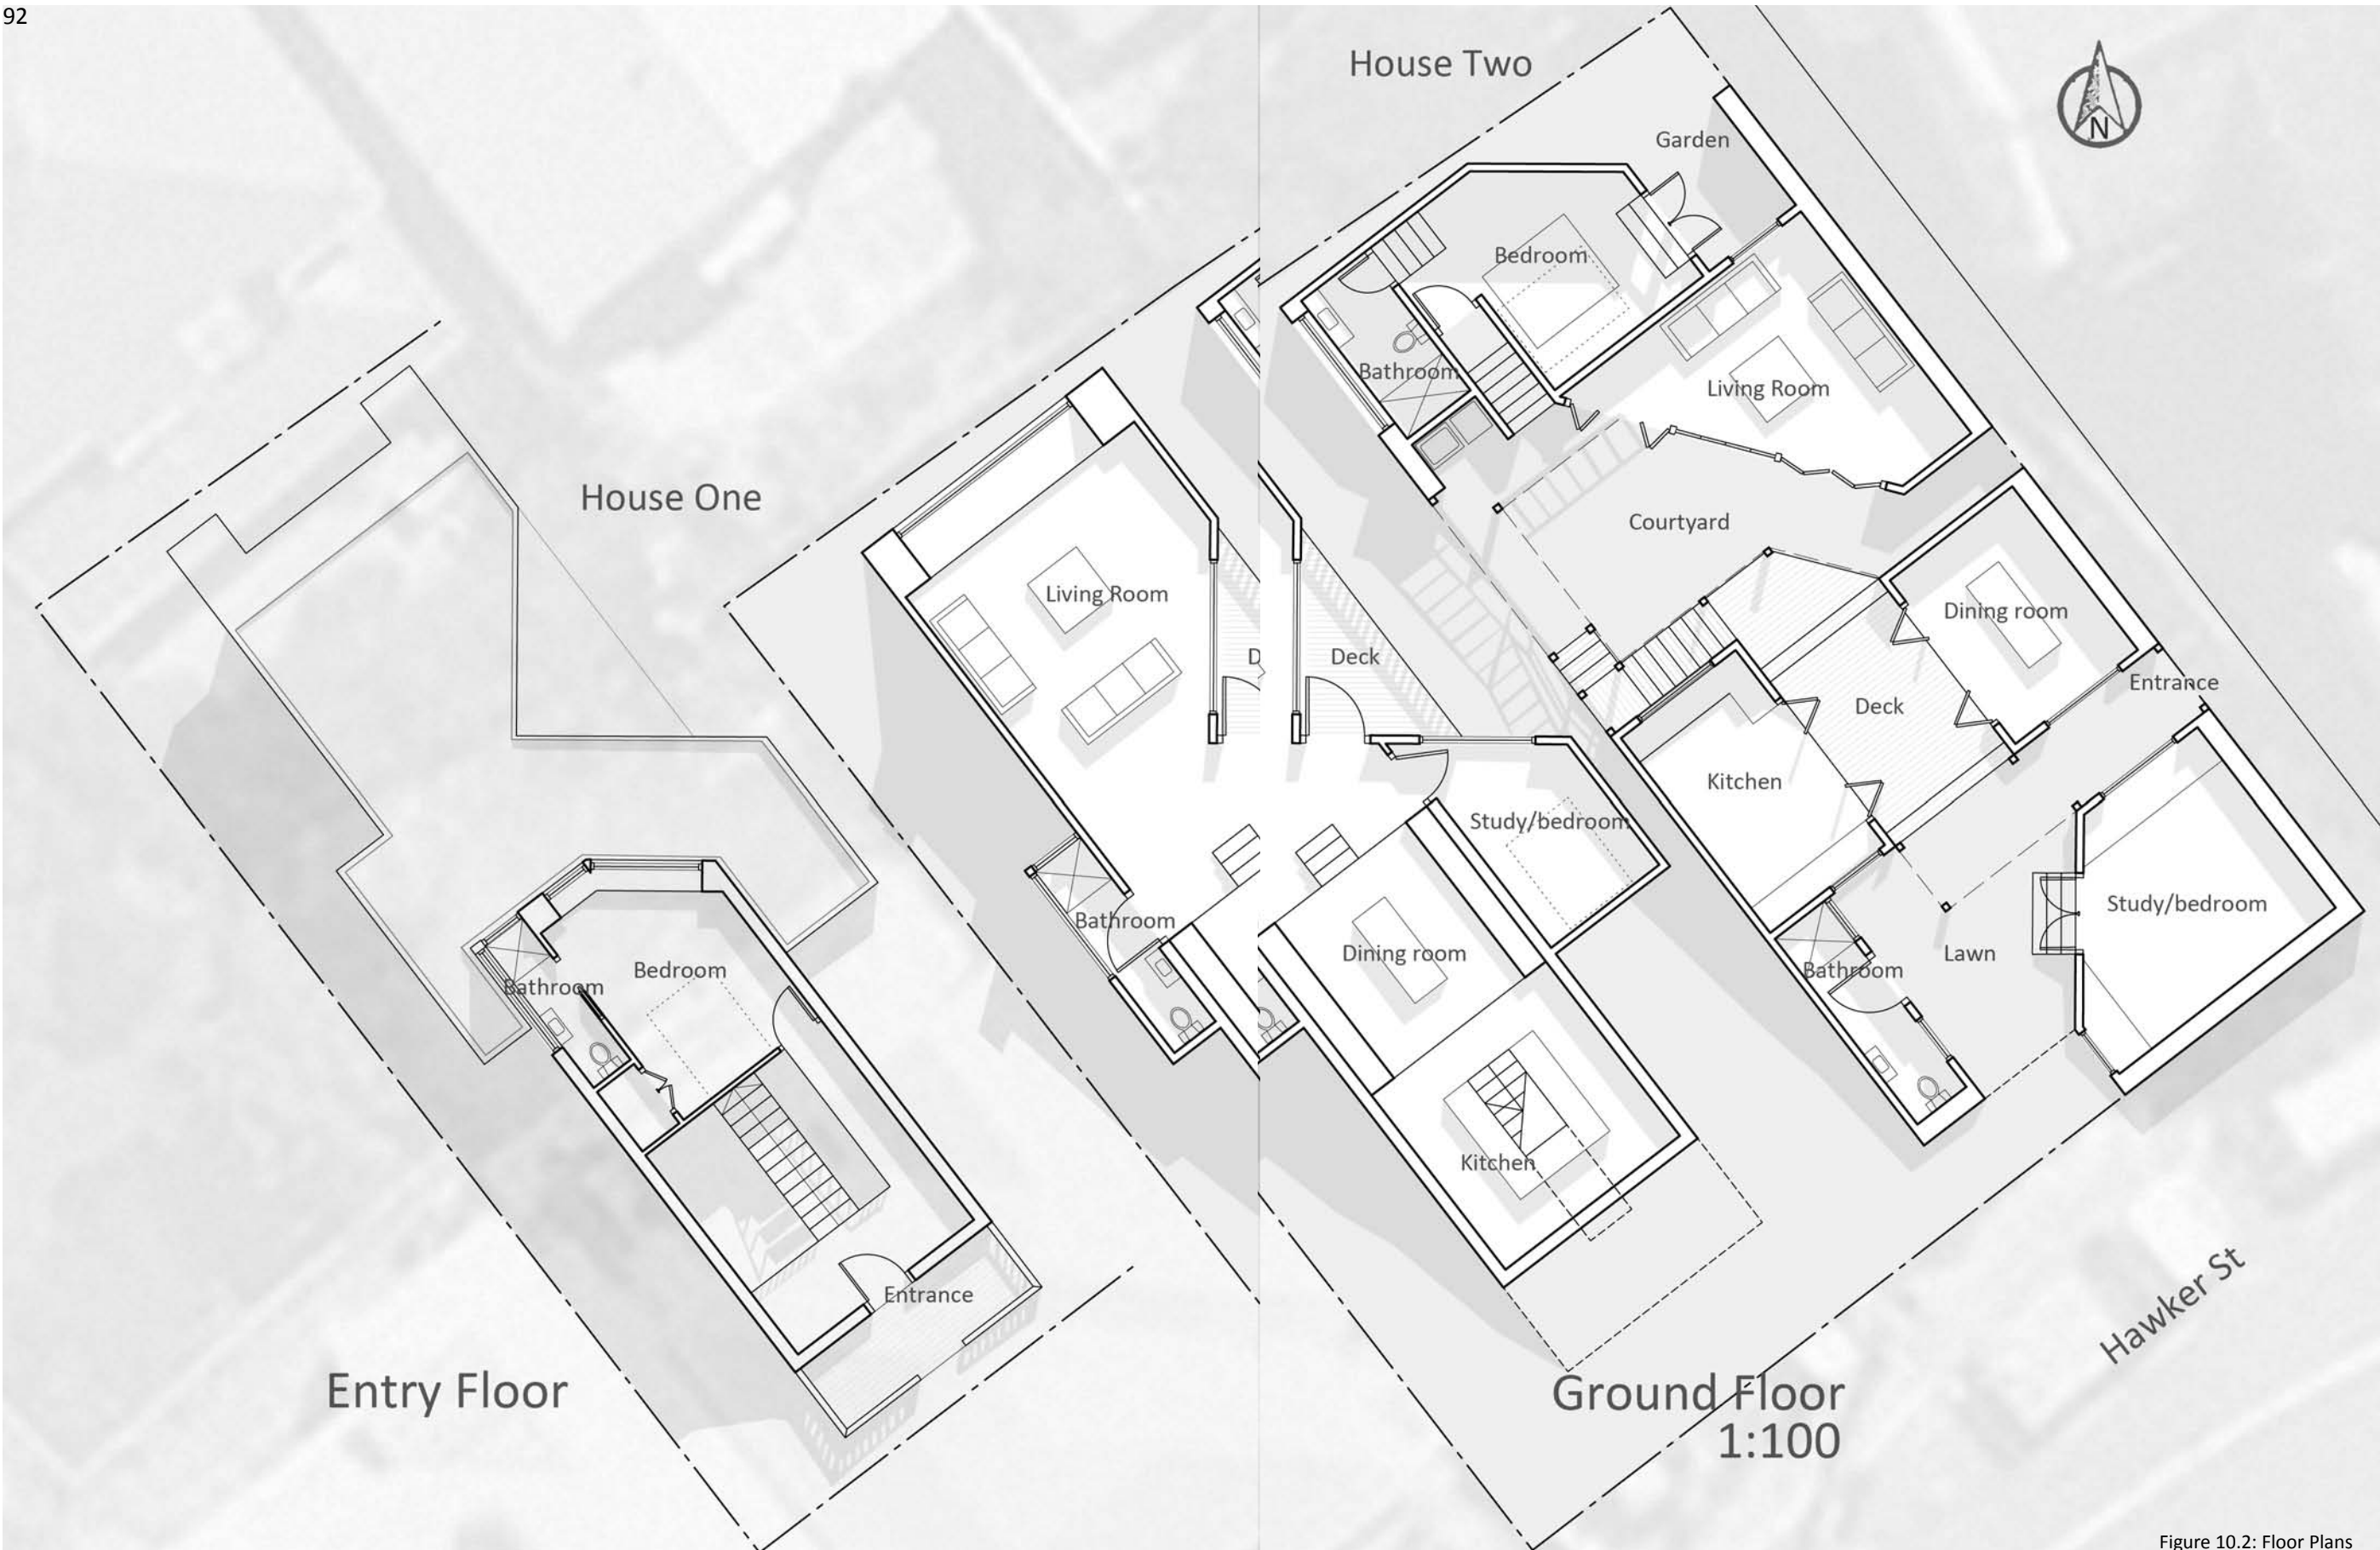 92
House Two
N
Garden
Bedroom
Bathroom
Living Room
House One
Courtyard
Living Room
Dining room
D
Deck
Entrance
Deck
Kitchen
Study/bedroom
Study/bedroom
Bathroom
Dining room
Lawn
Bathroom
Bedroom
Bathroom
Kitchen
Entrance
Hawker St
Entry Floor
Ground Floor
1:100
Figure 10.2: Floor Plans